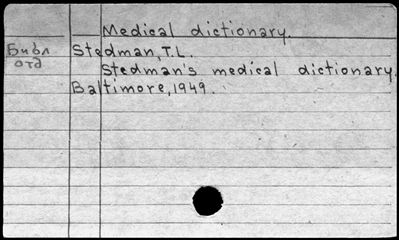 Medical dictionary.
Библ Stedman, T.L.
отд Stedman's medical dictionary.
Baltimore, 1949.